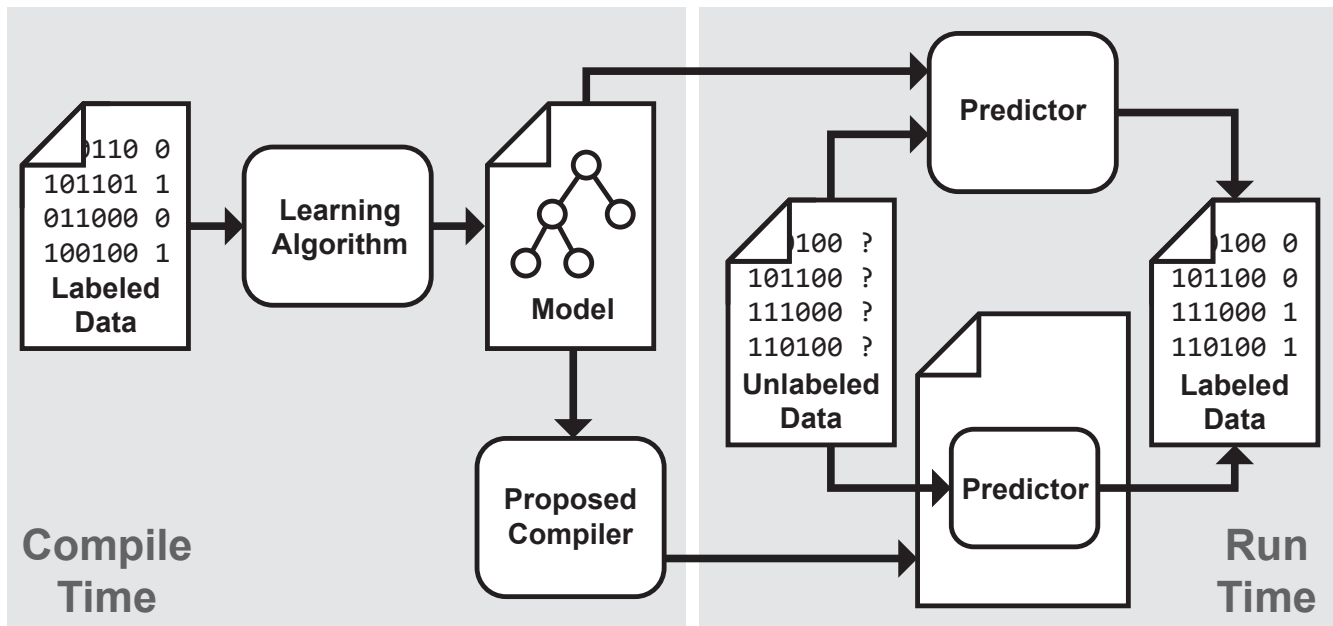 0110 0
101101 1
011000 0
100100 1
Labeled
Data
Learning
Algorithm
Model
Proposed
Compiler
Compile
Time
Predictor
0100 ?
101100 ?
111000 ?
110100 ?
Unlabeled
Data
Predictor
0100 0
101100 0
111000 1
110100 1
Labeled
Data
Run
Time